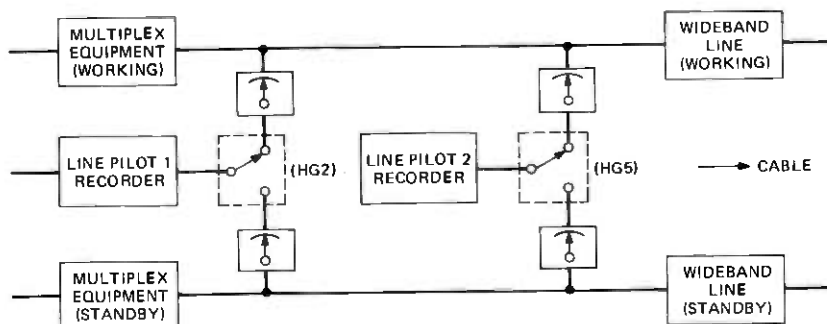 MULTIPLEX
EQUIPMENT
(WORKING)
WIDEBAND
LINE
(WORKING)
LINE PILOT 1
RECORDER
(HG2)
LINE PILOT 2
RECORDER
(HG5)
CABLE
MULTIPLEX
EQUIPMENT
(STANDBY)
WIDEBAND
LINE
(STANDBY)